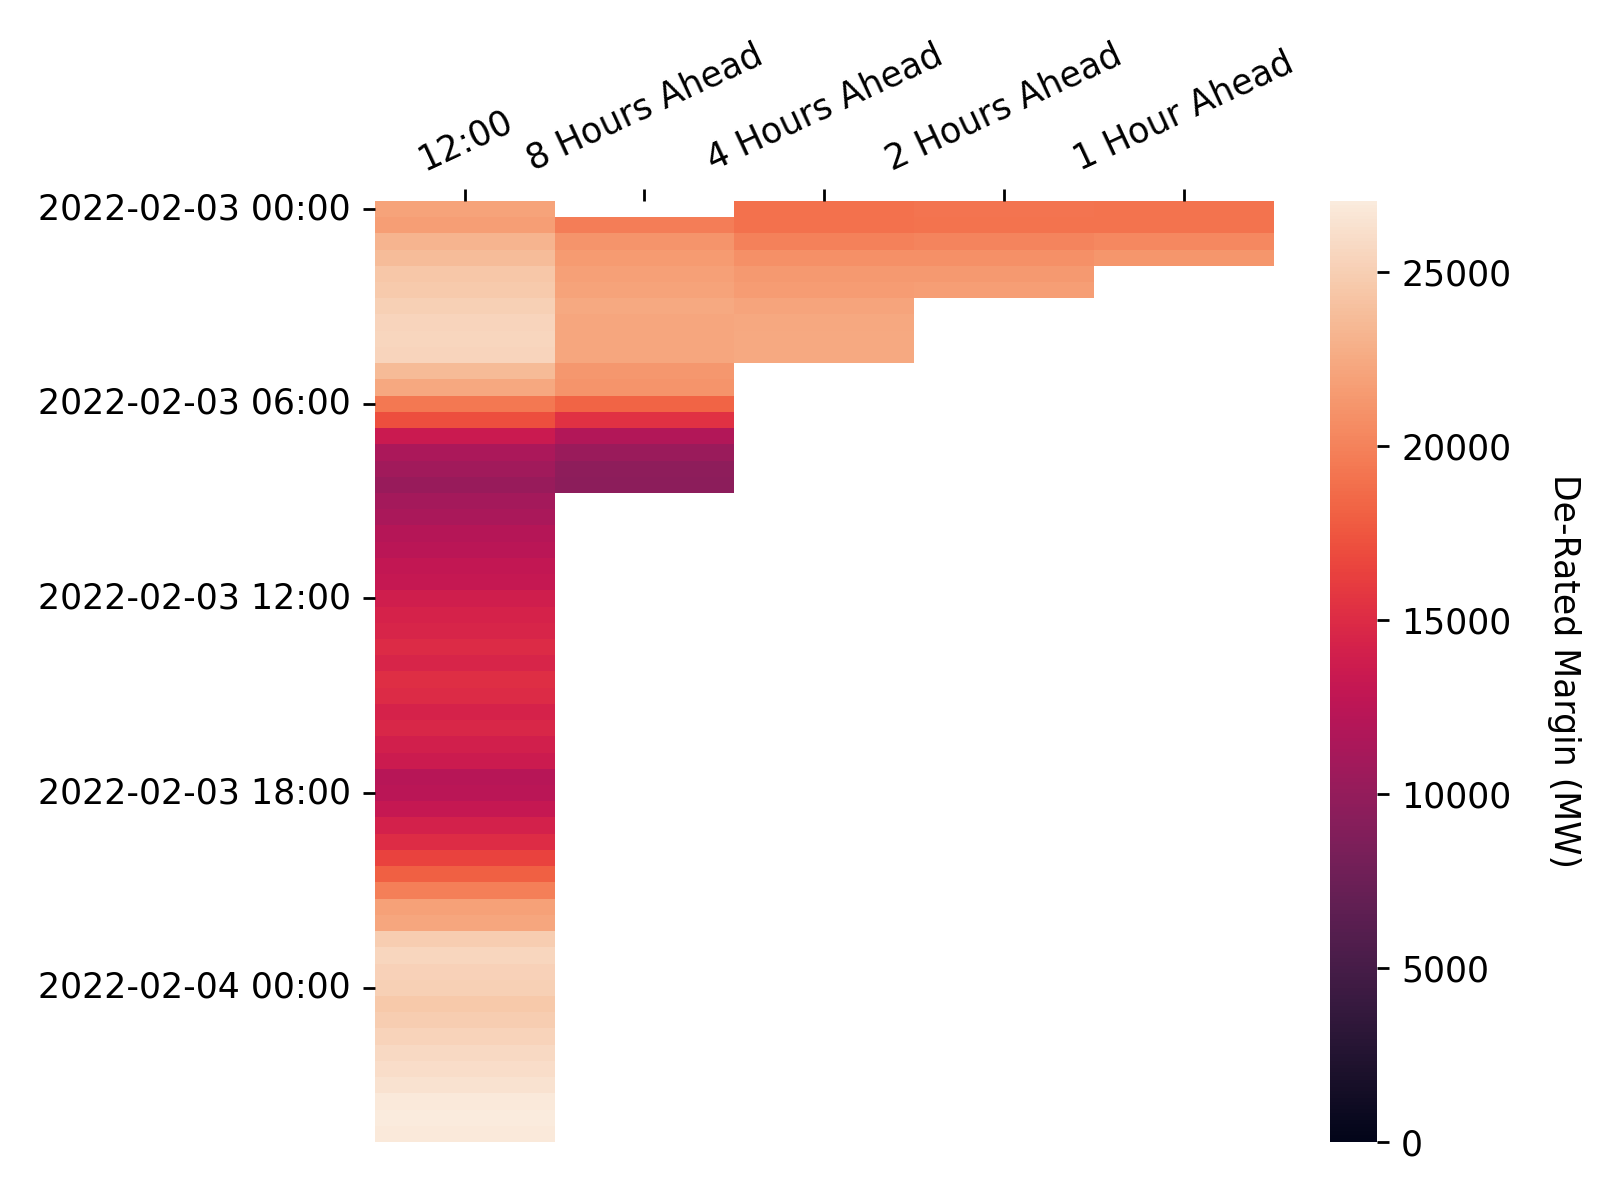 12:00
8 Hours Ahead
4 Hours Ahead
2 Hours Ahead
1 Hour Ahead
2022-02-03 00:00
2022-02-03 06:00
2022-02-03 12:00
2022-02-03 18:00
2022-02-04 00:00
25000
20000
15000
10000
5000
0
De-Rated Margin (MW)